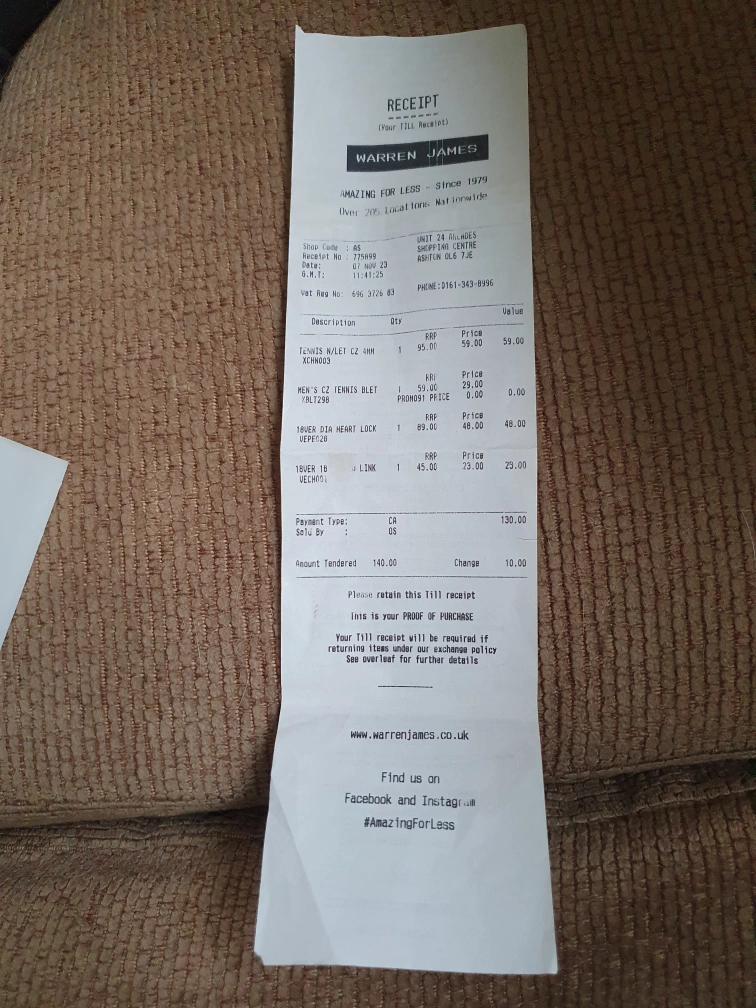 RECEIPT
(Your TILL Receipt)
WARREN JAMES
AMAZING FOR LESS - Since 1979
Over 205 Locations Nationwide
Shop Code : AS
Receipt No : 775899
Date: 07 NOV 23
G.M.T: 11:41:25
Vat Reg No: 696 3726 83
UNIT 24 ARCADES
SHOPPING CENTRE
ASHTON OL6 7JE
PHONE:0161-343-8996
Description Qty Value
RRP Price
TENNIS N/LET CZ 4MM 1 95.00 59.00 59.00
XCHN003
RRP Price
29.00
MEN'S CZ TENNIS BLET 1 59.00 0.00 0.00
XBLT298 PROMO91 PRICE
RRP Price
18VER DIA HEART LOCK 1 89.00 48.00 48.00
VEPE028
RRP Price
18VER 18 LINK 1 45.00 23.00 23.00
Payment Type: CA 130.00
Sold By : OS
Amount Tendered 140.00 Change 10.00
Please retain this Till receipt
This is your PROOF OF PURCHASE
Your Till receipt will be required if
returning items under our exchange policy
See overleaf for further details
www.warrenjames.co.uk
Find us on
Facebook and Instagram
#AmazingForLess